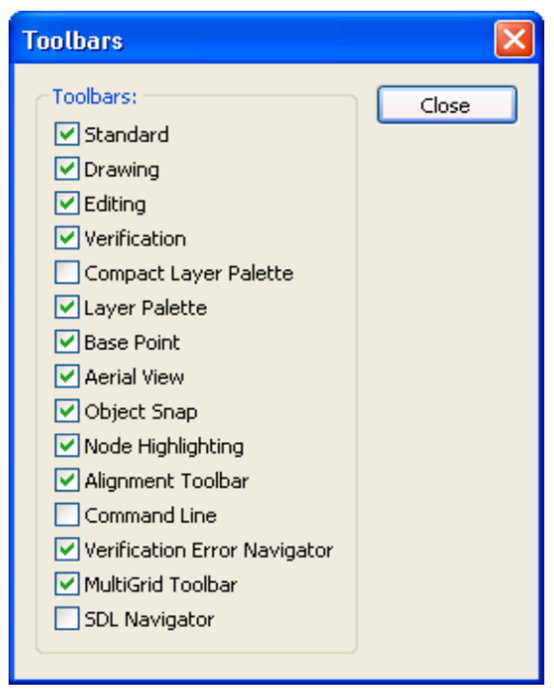 Toolbars
Toolbars:
Close
Standard
Drawing
Editing
Verification
Compact Layer Palette
Layer Palette
Base Point
Aerial View
Object Snap
Node Highlighting
Alignment Toolbar
Command Line
Verification Error Navigator
MultiGrid Toolbar
SDL Navigator